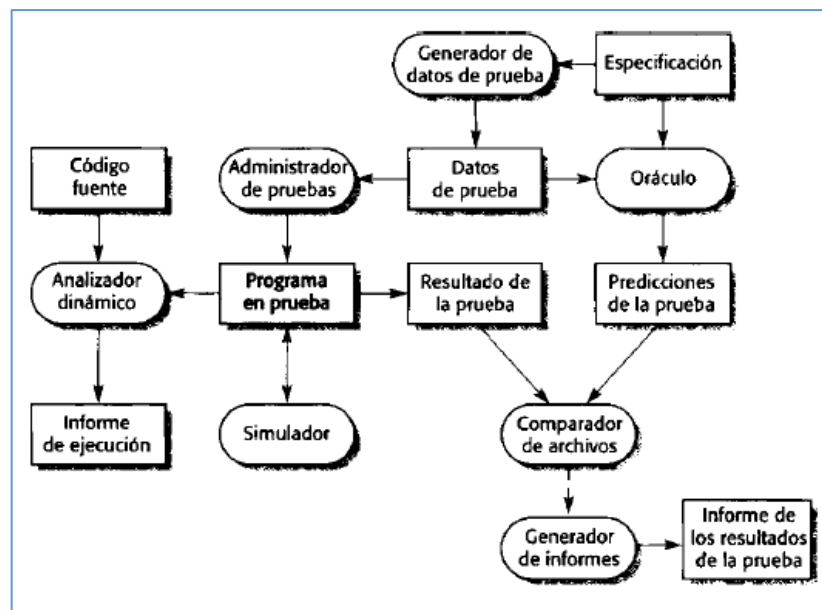 Generador de
datos de prueba
Especificación
Código
fuente
Administrador
de pruebas
Datos
de prueba
Oráculo
Analizador
dinámico
Programa
en prueba
Resultado de
la prueba
Predicciones
de la prueba
Informe
de ejecución
Simulador
Comparador
de archivos
Generador
de informes
Informe de
los resultados
de la prueba